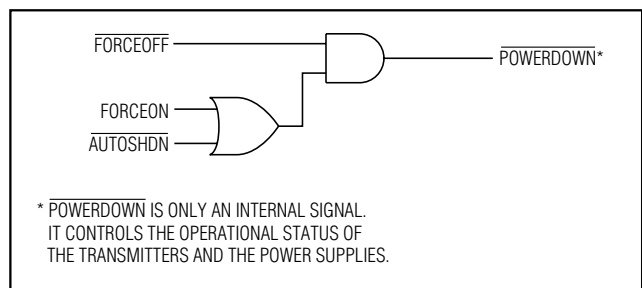 FORCEOFF
POWERDOWN*
FORCEON
AUTOSHDN
* POWERDOWN IS ONLY AN INTERNAL SIGNAL.
IT CONTROLS THE OPERATIONAL STATUS OF
THE TRANSMITTERS AND THE POWER SUPPLIES.